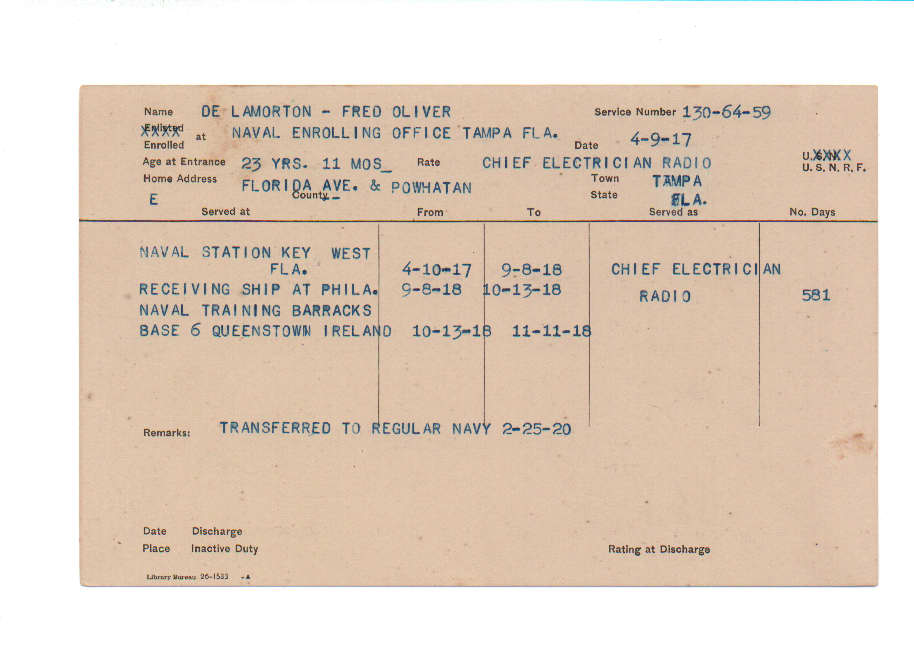 Name DE LAMORTON - FRED OLIVER Service Number 130-64-59
Enlisted
at NAVAL ENROLLING OFFICE TAMPA FLA. Date 4-9-17
Enrolled
Age at Entrance 23 YRS. 11 MOS_ Rate CHIEF ELECTRICIAN RADIO U.XXXX
U. S. N. R. F.
Home Address FLORIDA AVE. & POWHATAN Town TAMPA
E County_ State FLA.
Served at From To Served as No. Days
NAVAL STATION KEY WEST
FLA. 4-10-17 9-8-18 CHIEF ELECTRICIAN
RECEIVING SHIP AT PHILA. 9-8-18 10-13-18 RADIO 581
NAVAL TRAINING BARRACKS
BASE 6 QUEENSTOWN IRELAND 10-13-18 11-11-18
Remarks: TRANSFERRED TO REGULAR NAVY 2-25-20
Date Discharge
Place Inactive Duty Rating at Discharge
Library Bureau 26-1533 -A